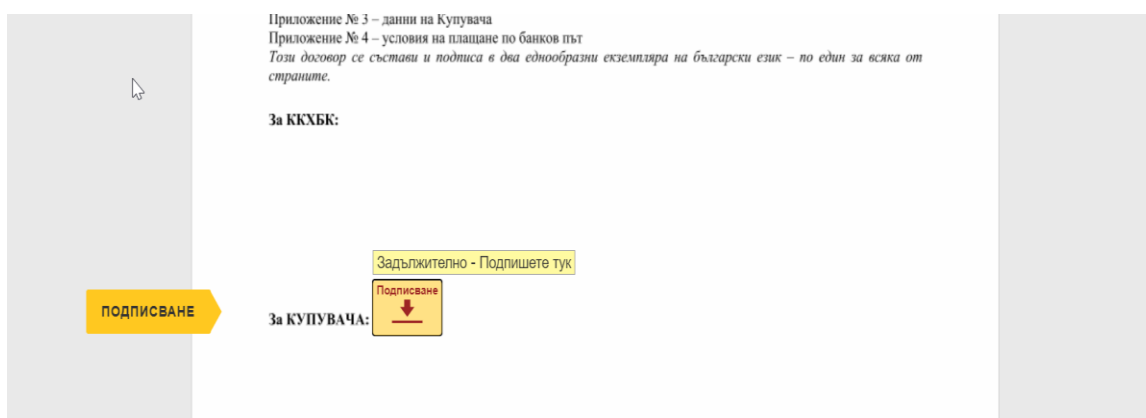 Приложение № 3 – данни на Купувача
Приложение № 4 – условия на плащане по банков път
Този договор се състави и подписа в два еднообразни екземпляра на български език – по един за всяка от
страните.
За ККХБК:
Задължително - Подпишете тук
Подписване
ПОДПИСВАНЕ
За КУПУВАЧА: